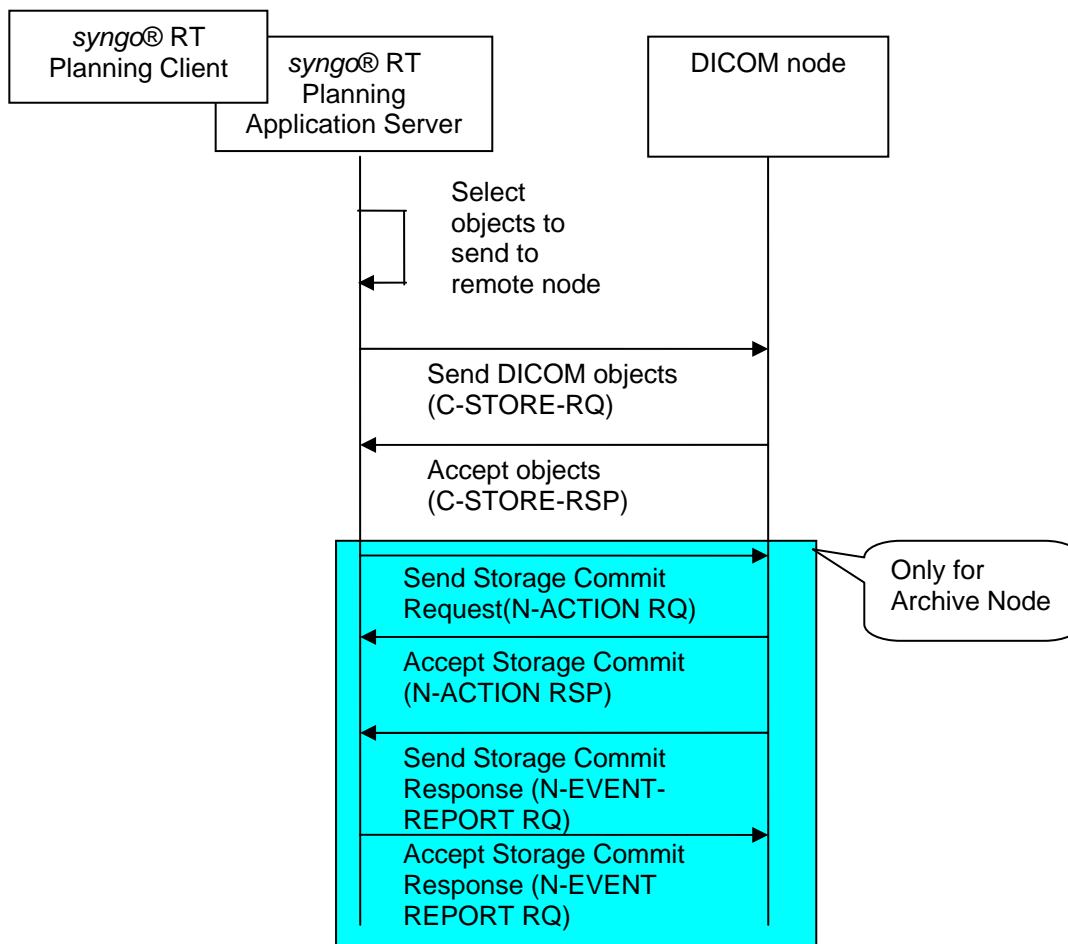 syngo® RT
Planning Client
syngo® RT
Planning
Application Server
DICOM node
Select
objects to
send to
remote node
Send DICOM objects
(C-STORE-RQ)
Accept objects
(C-STORE-RSP)
Only for
Archive Node
Send Storage Commit
Request(N-ACTION RQ)
Accept Storage Commit
(N-ACTION RSP)
Send Storage Commit
Response (N-EVENT-
REPORT RQ)
Accept Storage Commit
Response (N-EVENT
REPORT RQ)